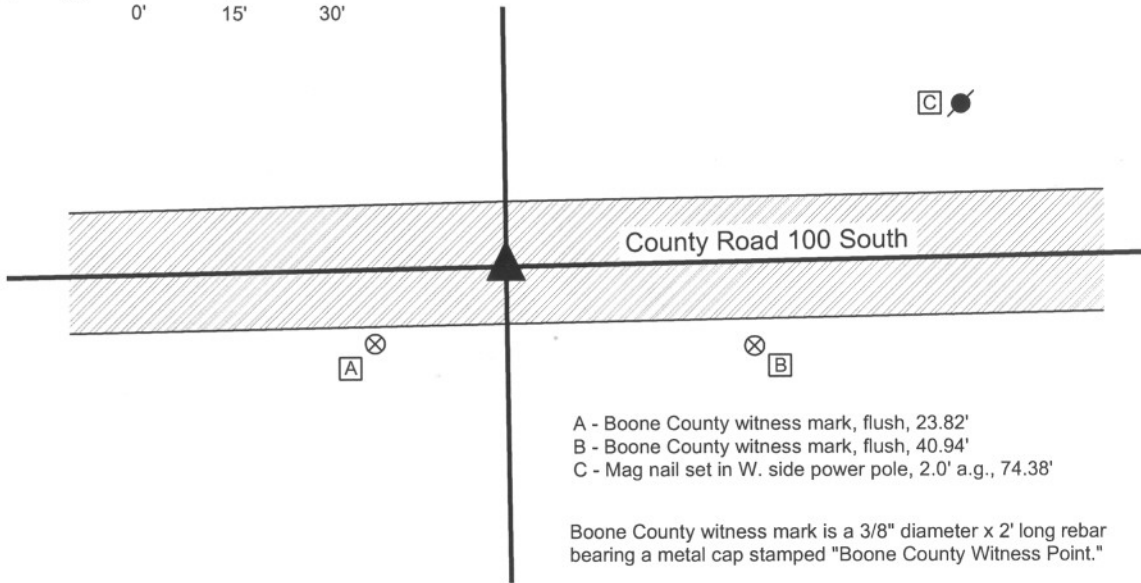 0' 15' 30'
C
County Road 100 South
A
B
A - Boone County witness mark, flush, 23.82'
B - Boone County witness mark, flush, 40.94'
C - Mag nail set in W. side power pole, 2.0' a.g., 74.38'
Boone County witness mark is a 3/8" diameter x 2' long rebar
bearing a metal cap stamped "Boone County Witness Point."